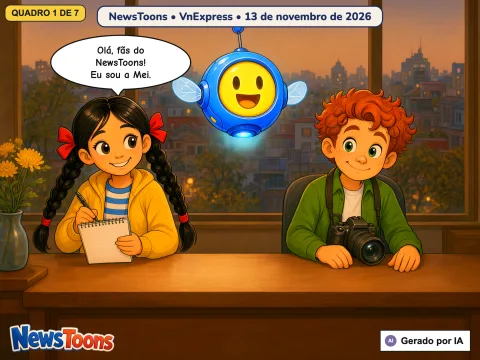 QUADRO 1 DE 7
NewsToons • VnExpress • 13 de novembro de 2026
Olá, fãs do
NewsToons!
Eu sou a Mei.
NewsToons
AI Gerado por IA